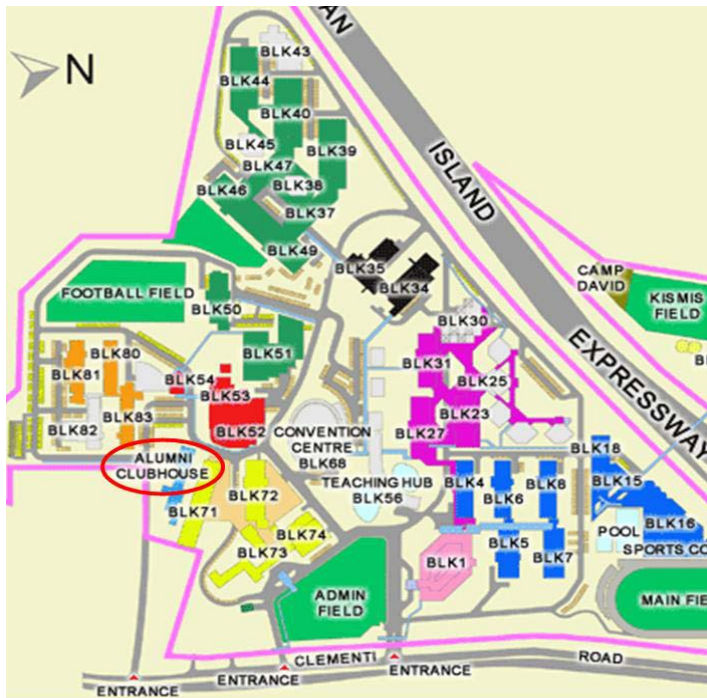 AN
BLK43
N
BLK44
BLK40
BLK45
BLK39
ISLAND
BLK47
BLK46
BLK38
BLK37
BLK49
BLK35
BLK34
CAMP
DAVID
KISMIS
FIELD
FOOTBALL FIELD
BLK50
BLK30
EXPRESSWAY
BLK51
BLK80
BLK81
BLK31
BLK25
BLK54
BLK53
BLK83
BLK82
BLK23
BLK27
BLK52
CONVENTION
CENTRE
BLK68
ALUMNI
CLUBHOUSE
BLK18
TEACHING HUB
BLK56
BLK4
BLK6
BLK8
BLK15
BLK72
BLK71
BLK16
POOL
BLK74
BLK73
BLK5
BLK7
SPORTS CO
BLK1
ADMIN
FIELD
MAIN FIE
CLEMENTI
ROAD
ENTRANCE
ENTRANCE
ENTRANCE